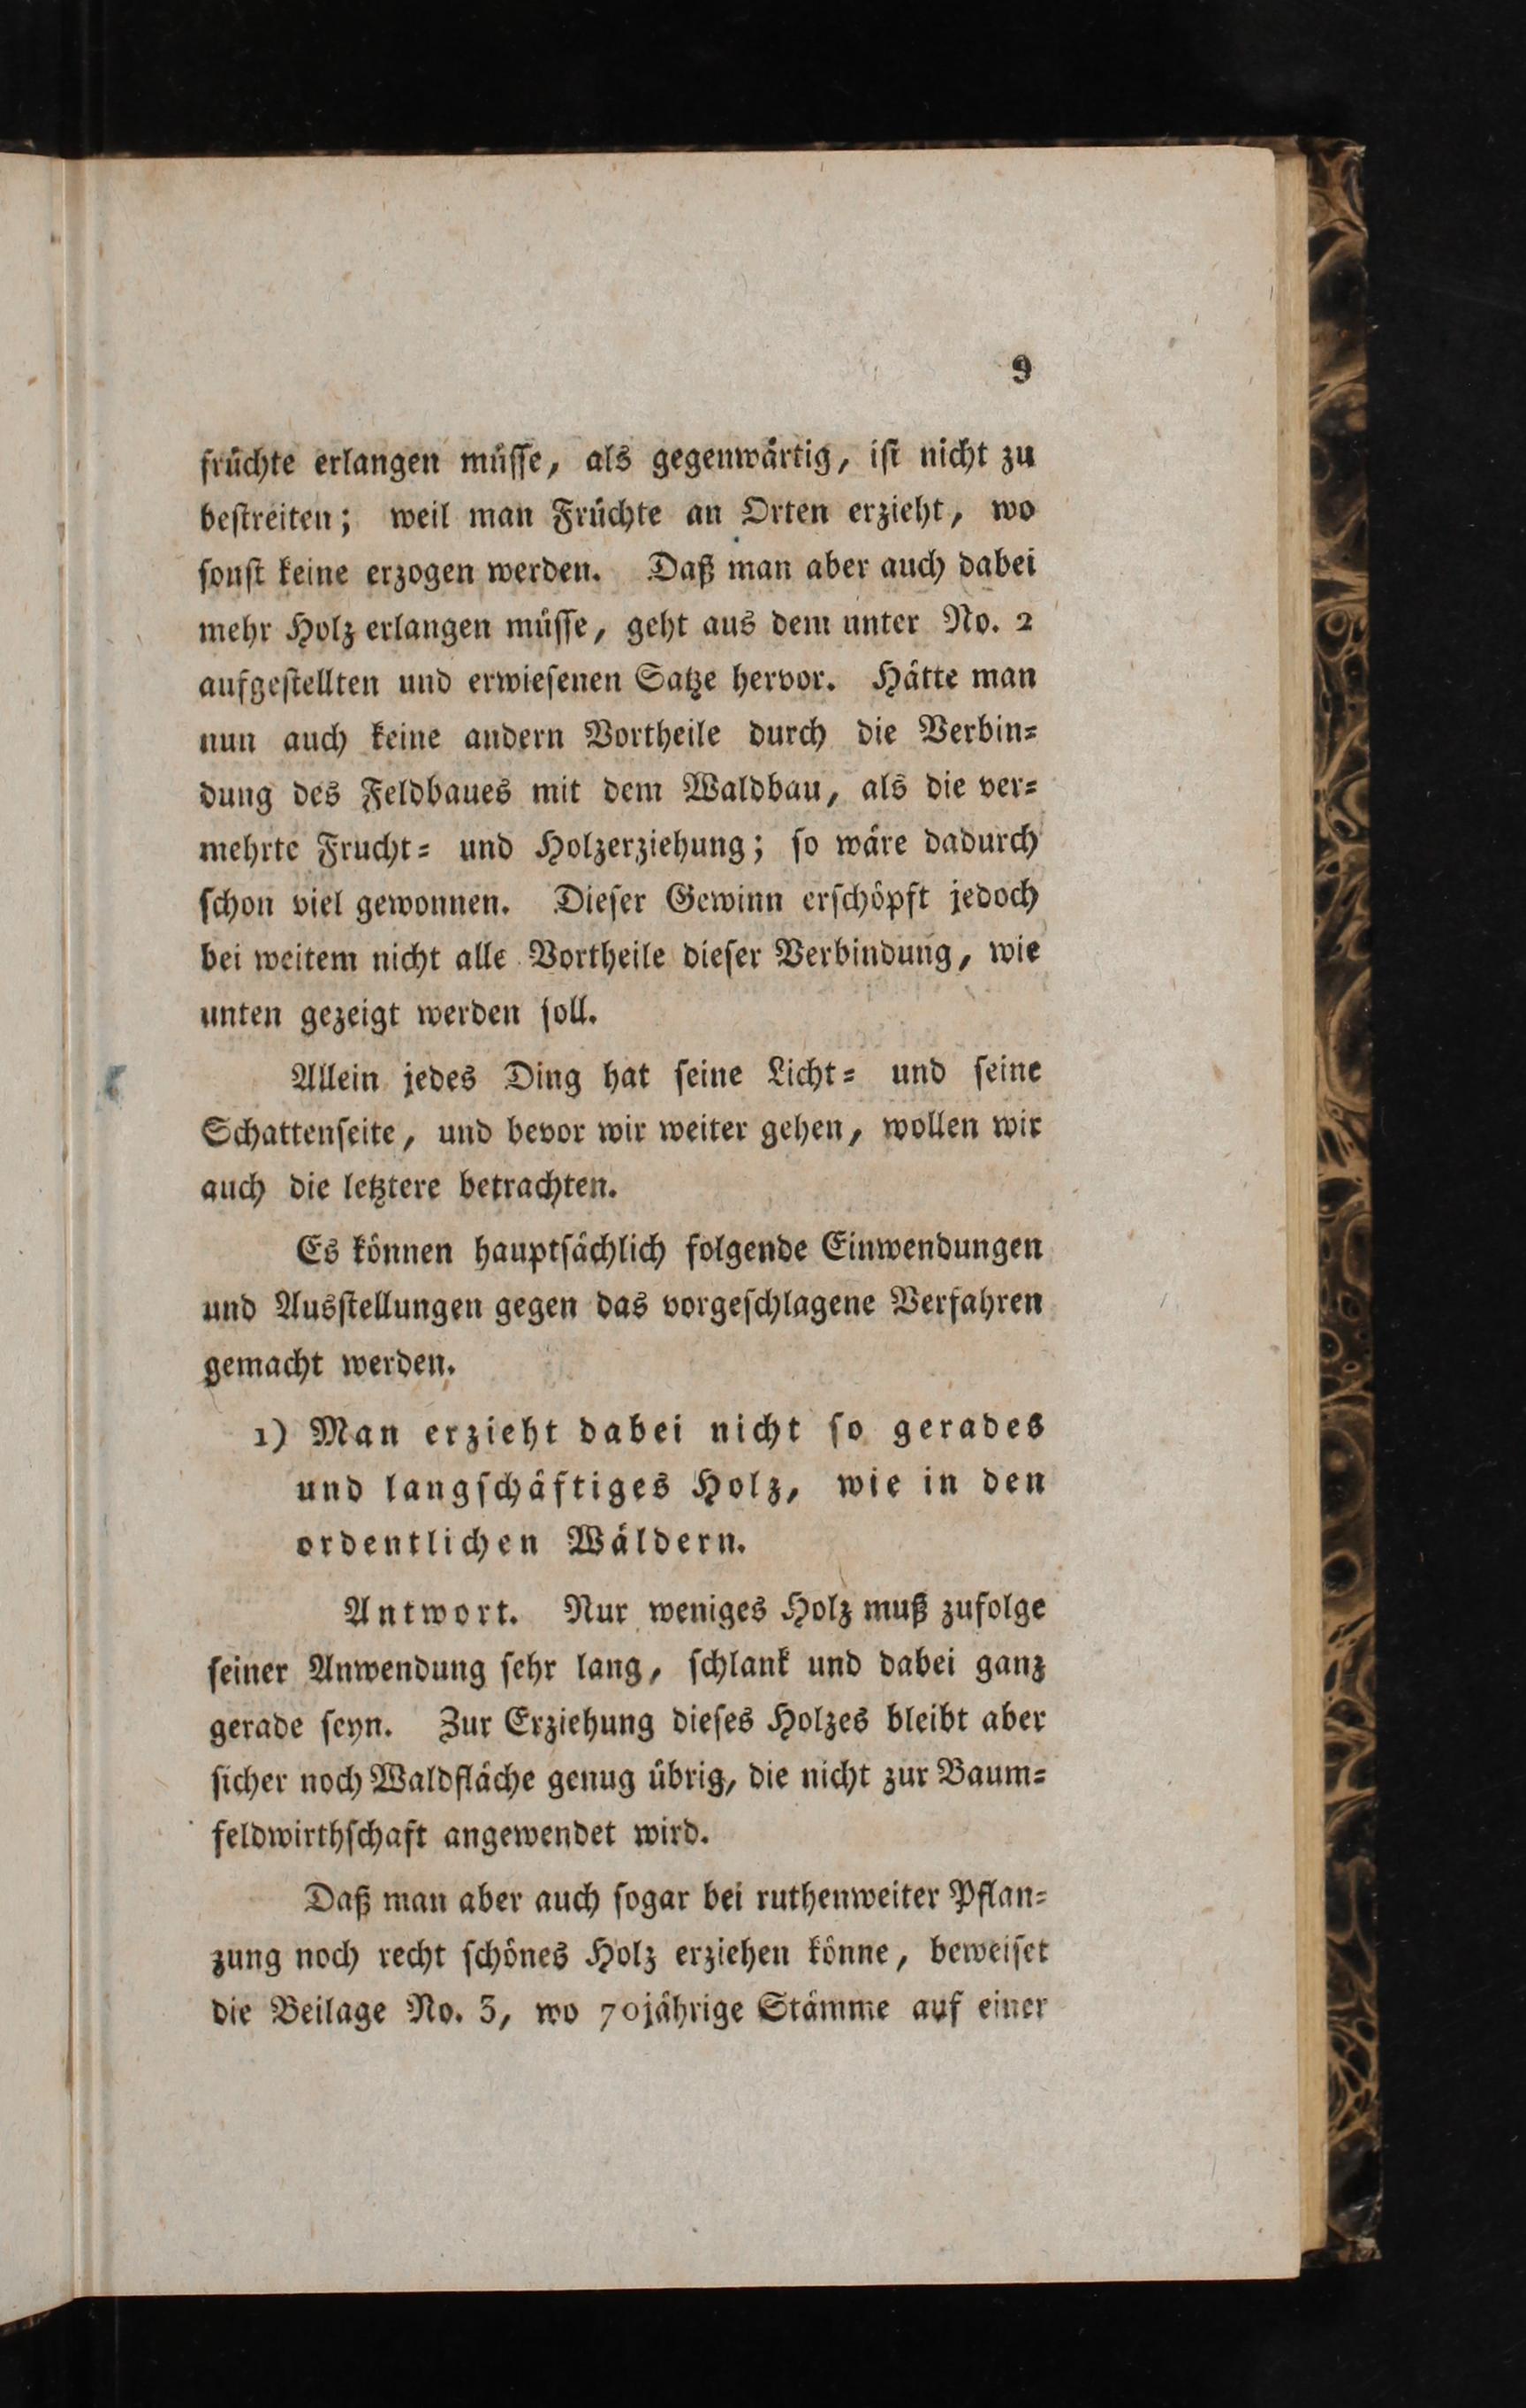 9
früchte erlangen müſſe, als gegenwärtig, iſt nicht zu
beſtreiten; weil man Früchte an Orten erzieht, wo
ſonſt keine erzogen werden. Daß man aber auch dabei
mehr Holz erlangen müſſe, geht aus dem unter No. 2
aufgeſtellten und erwieſenen Satze hervor. Hätte man
nun auch keine andern Vortheile durch die Verbin⸗
dung des Feldbaues mit dem Waldbau, als die ver⸗
mehrte Frucht⸗ und Holzerziehung; ſo wäre dadurch
ſchon viel gewonnen. Dieſer Gewinn erſchöpft jedoch
bei weitem nicht alle Vortheile dieſer Verbindung, wie
unten gezeigt werden ſoll.
Allein jedes Ding hat ſeine Licht⸗ und ſeine
Schattenſeite, und bevor wir weiter gehen, wollen wir
auch die letztere betrachten.
Es können hauptſächlich folgende Einwendungen
und Ausſtellungen gegen das vorgeſchlagene Verfahren
gemacht werden.
1) Man erzieht dabei nicht ſo gerades
und langſchäftiges Holz, wie in den
ordentlichen Wäldern.
Antwort. Nur weniges Holz muß zufolge
ſeiner Anwendung ſehr lang, ſchlank und dabei ganz
gerade ſeyn. Zur Erziehung dieſes Holzes bleibt aber
ſicher noch Waldfläche genug übrig, die nicht zur Baum⸗
feldwirthſchaft angewendet wird.
Daß man aber auch ſogar bei ruthenweiter Pflan⸗
zung noch recht ſchönes Holz erziehen könne, beweiſet
die Beilage No. 3, wo 70jährige Stämme auf einer